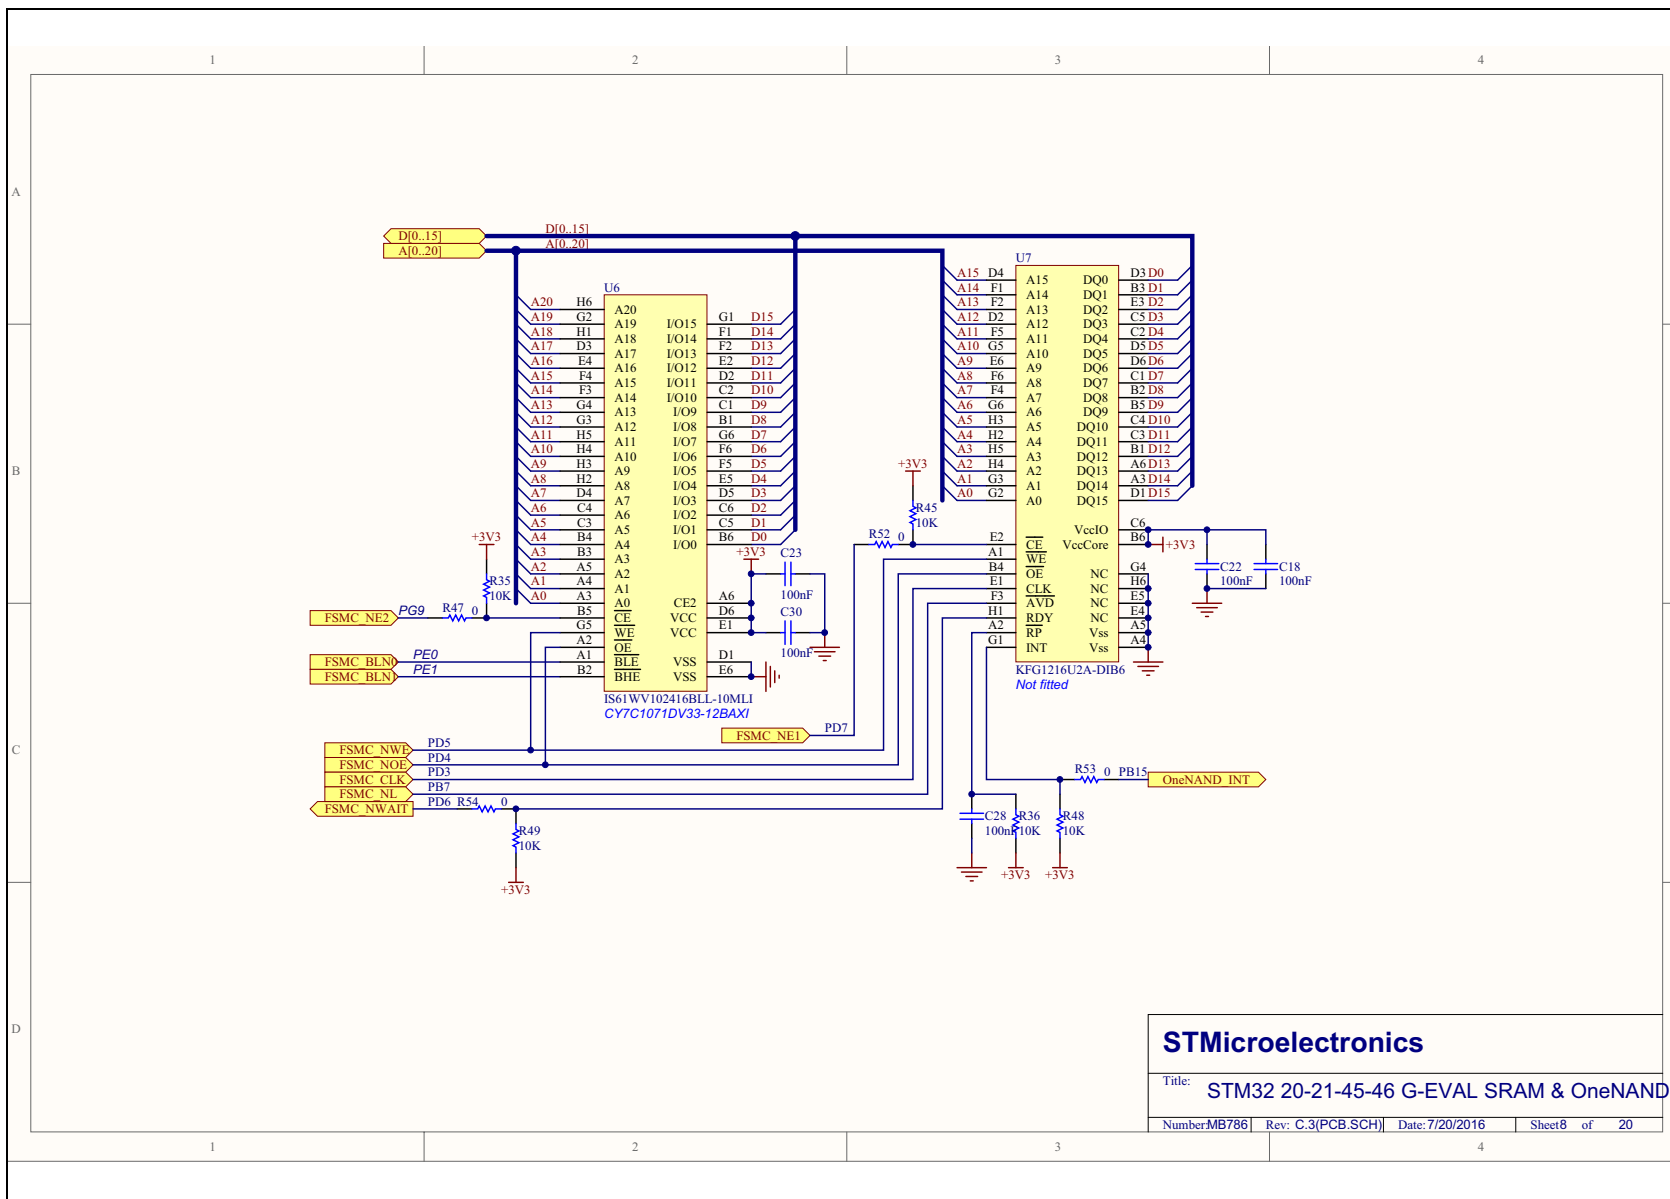 1 2 3 4
A
B
C
D
D[0..15] D[0..15]
A[0..20] A[0..20]
U6
A20 H6 A20
A19 G2 A19 I/O15 G1 D15
A18 H1 A18 I/O14 F1 D14
A17 D3 A17 I/O13 F2 D13
A16 E4 A16 I/O12 E2 D12
A15 F4 A15 I/O11 D2 D11
A14 F3 A14 I/O10 C2 D10
A13 G4 A13 I/O9 C1 D9
A12 G3 A12 I/O8 B1 D8
A11 H5 A11 I/O7 G6 D7
A10 H4 A10 I/O6 F6 D6
A9 H3 A9 I/O5 F5 D5
A8 H2 A8 I/O4 E5 D4
A7 D4 A7 I/O3 D5 D3
A6 C4 A6 I/O2 C6 D2
A5 C3 A5 I/O1 C5 D1
A4 B4 A4 I/O0 B6 D0
A3 B3 A3
A2 A5 A2
A1 A4 A1
A0 A3 A0 CE2 A6
B5 CE VCC D6
G5 WE VCC E1
A2 OE
A1 BLE VSS D1
B2 BHE VSS E6
IS61WV102416BLL-10MLI
CY7C1071DV33-12BAXI
+3V3
R35
10K
FSMC_NE2 PG9 R47 0
FSMC_BLN0 PE0
FSMC_BLN1 PE1
+3V3
C23
100nF
C30
100nF
FSMC_NE1 PD7
FSMC_NWE PD5
FSMC_NOE PD4
FSMC_CLK PD3
FSMC_NL PB7
FSMC_NWAIT PD6 R54 0
R49
10K
+3V3
U7
A15 D4 A15 DQ0 D3 D0
A14 F1 A14 DQ1 B3 D1
A13 F2 A13 DQ2 E3 D2
A12 D2 A12 DQ3 C5 D3
A11 F5 A11 DQ4 C2 D4
A10 G5 A10 DQ5 D5 D5
A9 E6 A9 DQ6 D6 D6
A8 F6 A8 DQ7 C1 D7
A7 F4 A7 DQ8 B2 D8
A6 G6 A6 DQ9 B5 D9
A5 H3 A5 DQ10 C4 D10
A4 H2 A4 DQ11 C3 D11
A3 H5 A3 DQ12 B1 D12
A2 H4 A2 DQ13 A6 D13
A1 G3 A1 DQ14 A3 D14
A0 G2 A0 DQ15 D1 D15
VccIO C6
E2 CE VccCore B6 +3V3
A1 WE
B4 OE NC G4
E1 CLK NC H6
F3 AVD NC E5
H1 RDY NC E4
A2 RP Vss A5
G1 INT Vss A4
KFG1216U2A-DIB6
Not fitted
+3V3
R45
10K
R52 0
C22
100nF
C18
100nF
R53 0 PB15 OneNAND_INT
C28
100nF
R36
10K
R48
10K
+3V3 +3V3
STMicroelectronics
Title: STM32 20-21-45-46 G-EVAL SRAM & OneNAND
Number:MB786 Rev: C.3(PCB.SCH) Date:7/20/2016 Sheet8 of 20
1 2 3 4